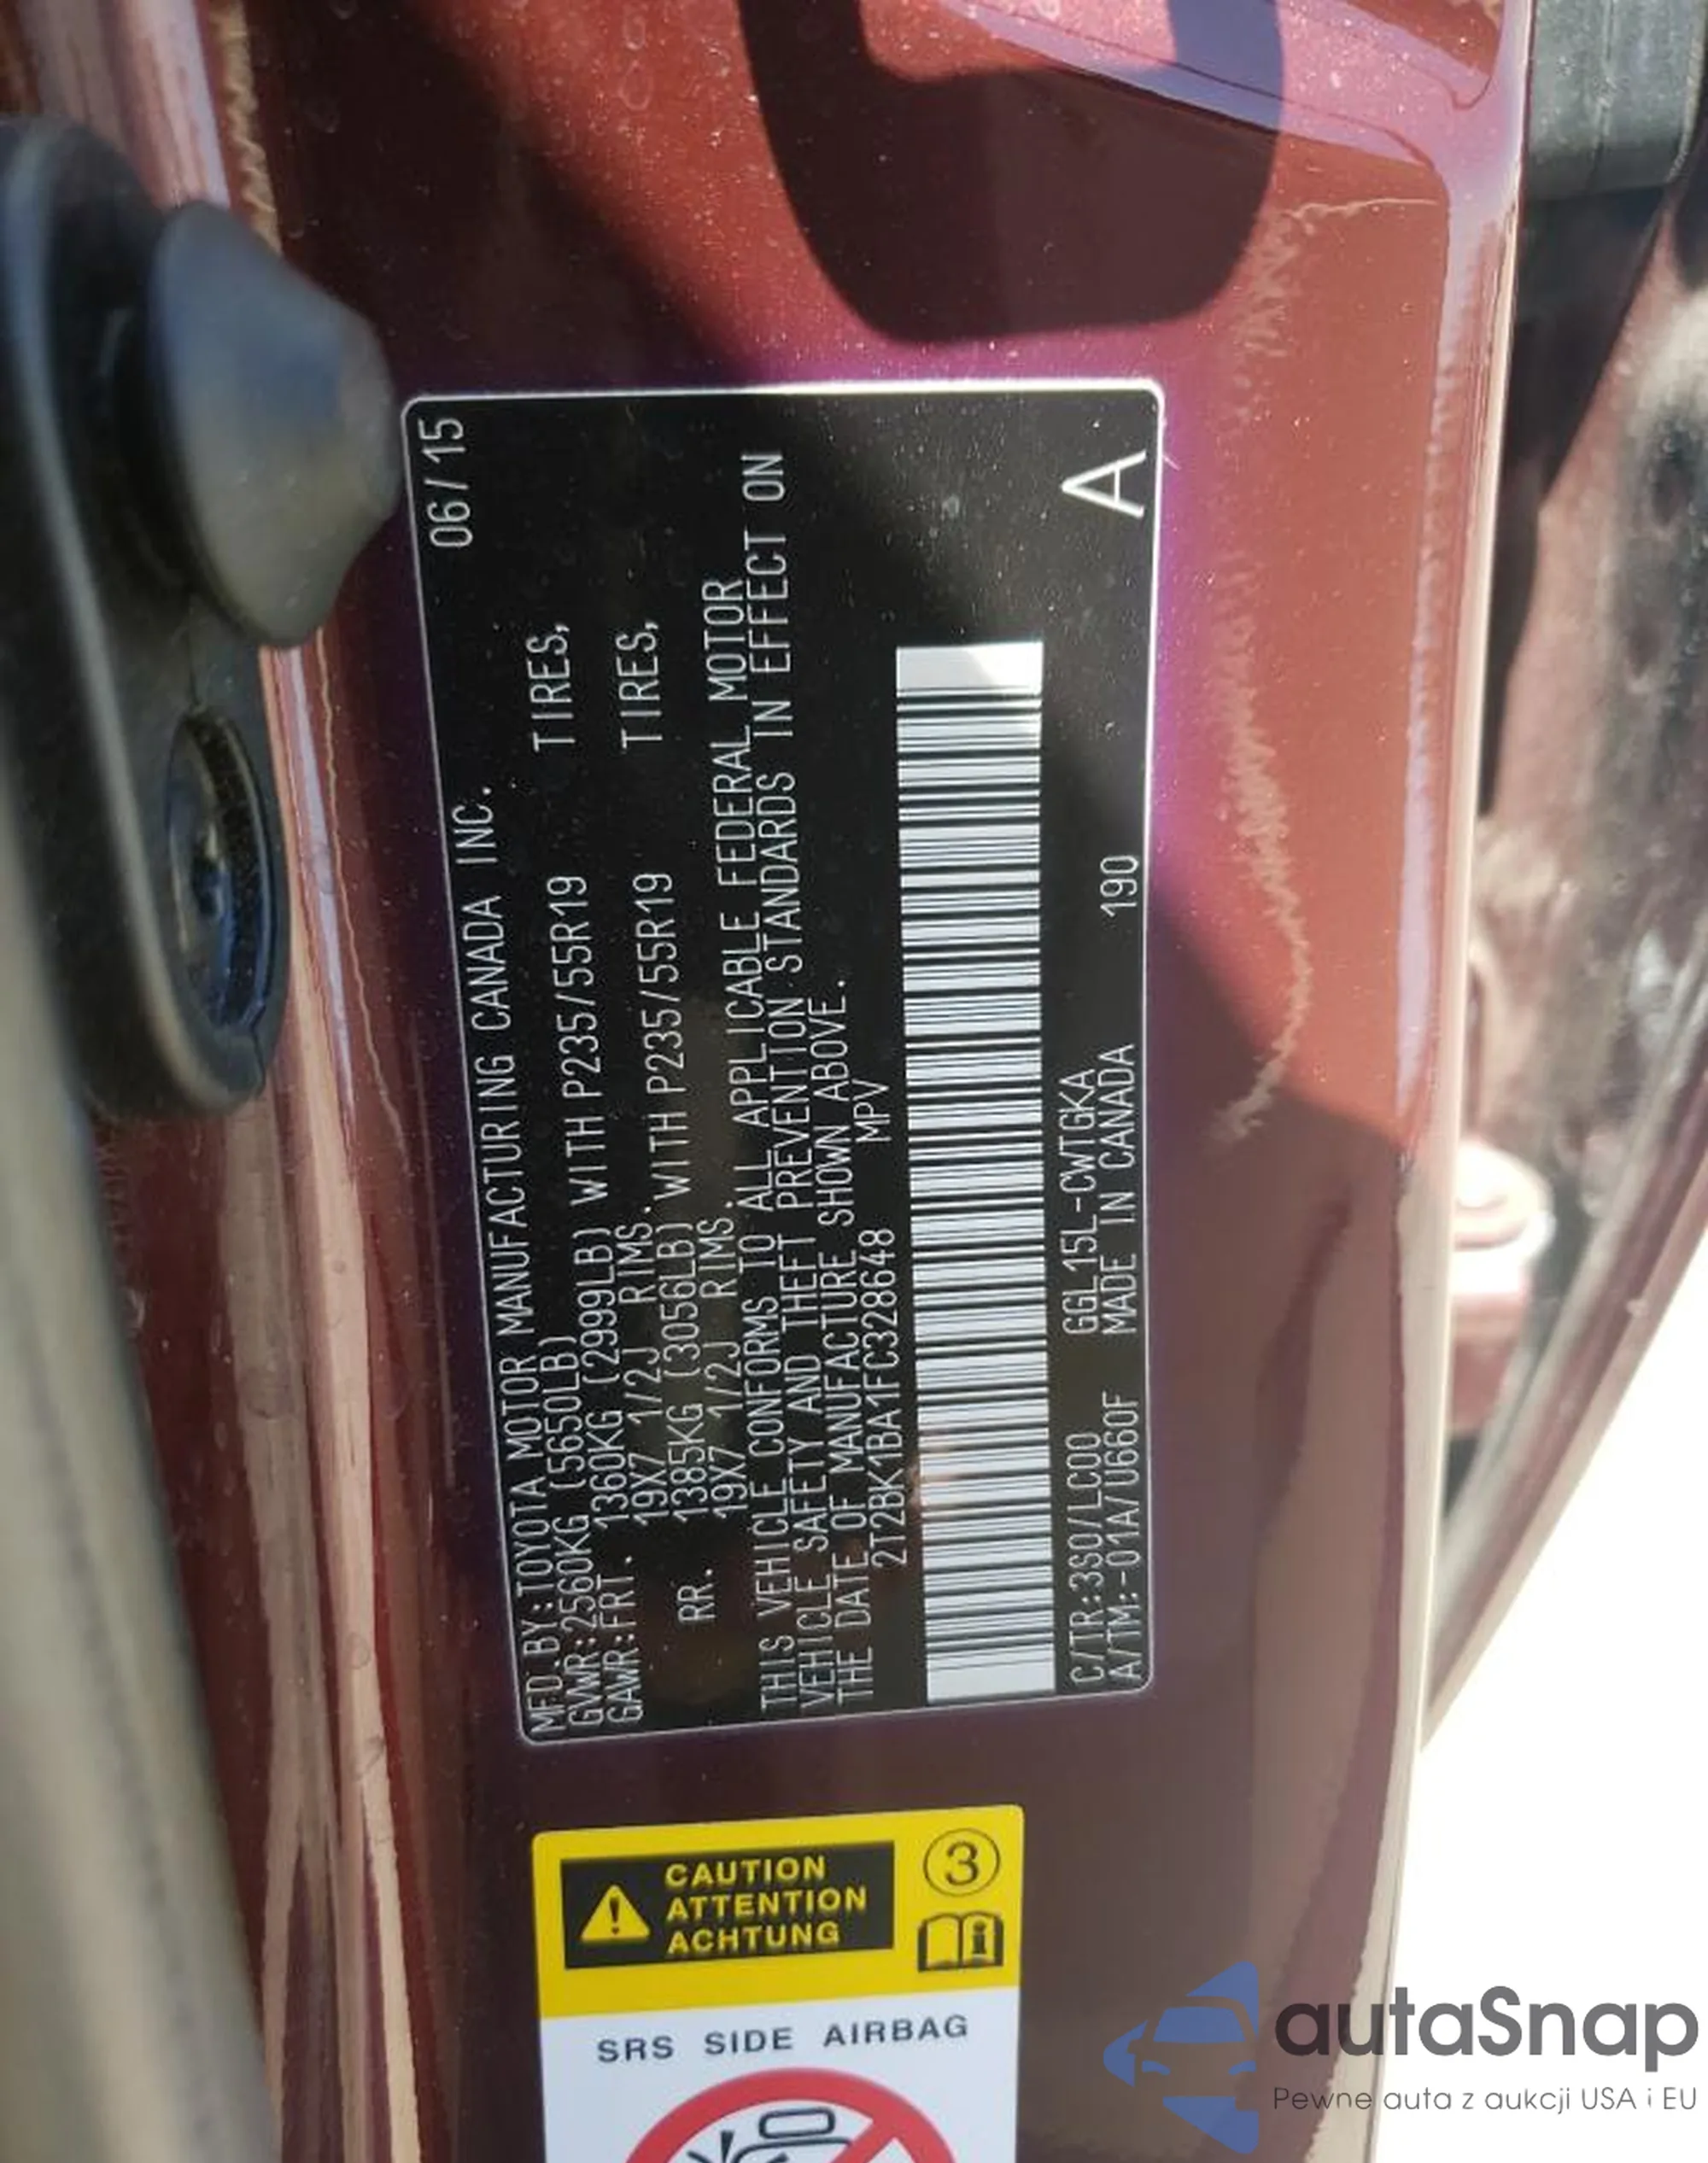 06/15
MFD.BY:TOYOTA MOTOR MANUFACTURING CANADA INC.
GVWR:2560KG (5650LB)
GAWR:FRT. 1360KG (2999LB) WITH P235/55R19 TIRES,
19X7 1/2J RIMS.
RR. 1385KG (3056LB) WITH P235/55R19 TIRES,
19X7 1/2J RIMS.
THIS VEHICLE CONFORMS TO ALL APPLICABLE FEDERAL MOTOR
VEHICLE SAFETY AND THEFT PREVENTION STANDARDS IN EFFECT ON
THE DATE OF MANUFACTURE SHOWN ABOVE.
2T2BK1BA1FC328648 MPV
C/TR:3S0/LC00 GGL15L-CWTGKA
A/TM:-01A/U660F MADE IN CANADA 190
A
CAUTION
ATTENTION
ACHTUNG
3
SRS SIDE AIRBAG
autaSnap
Pewne auta z aukcji USA i EU